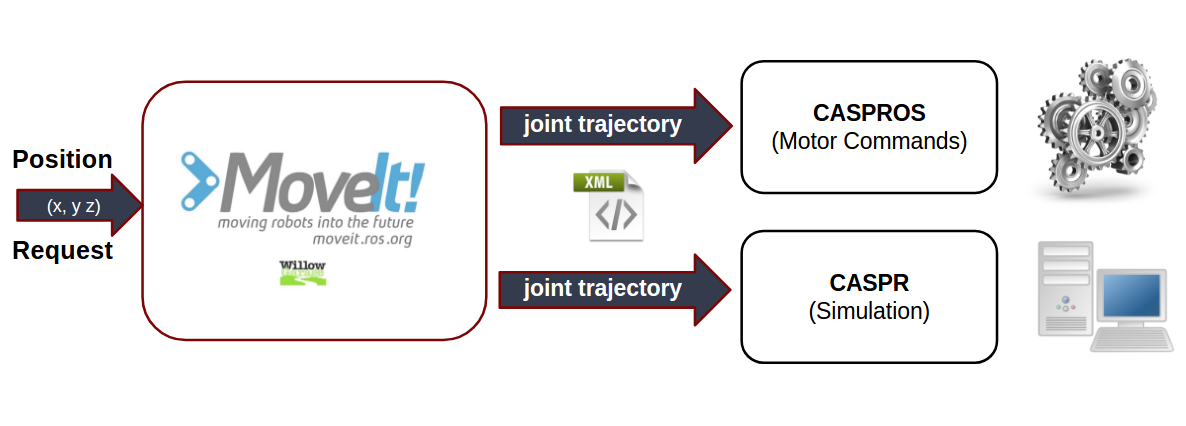 Position
(x, y z)
Request
MoveIt!
moving robots into the future
moveit.ros.org
Willow
joint trajectory
XML
</>
joint trajectory
CASPROS
(Motor Commands)
CASPR
(Simulation)